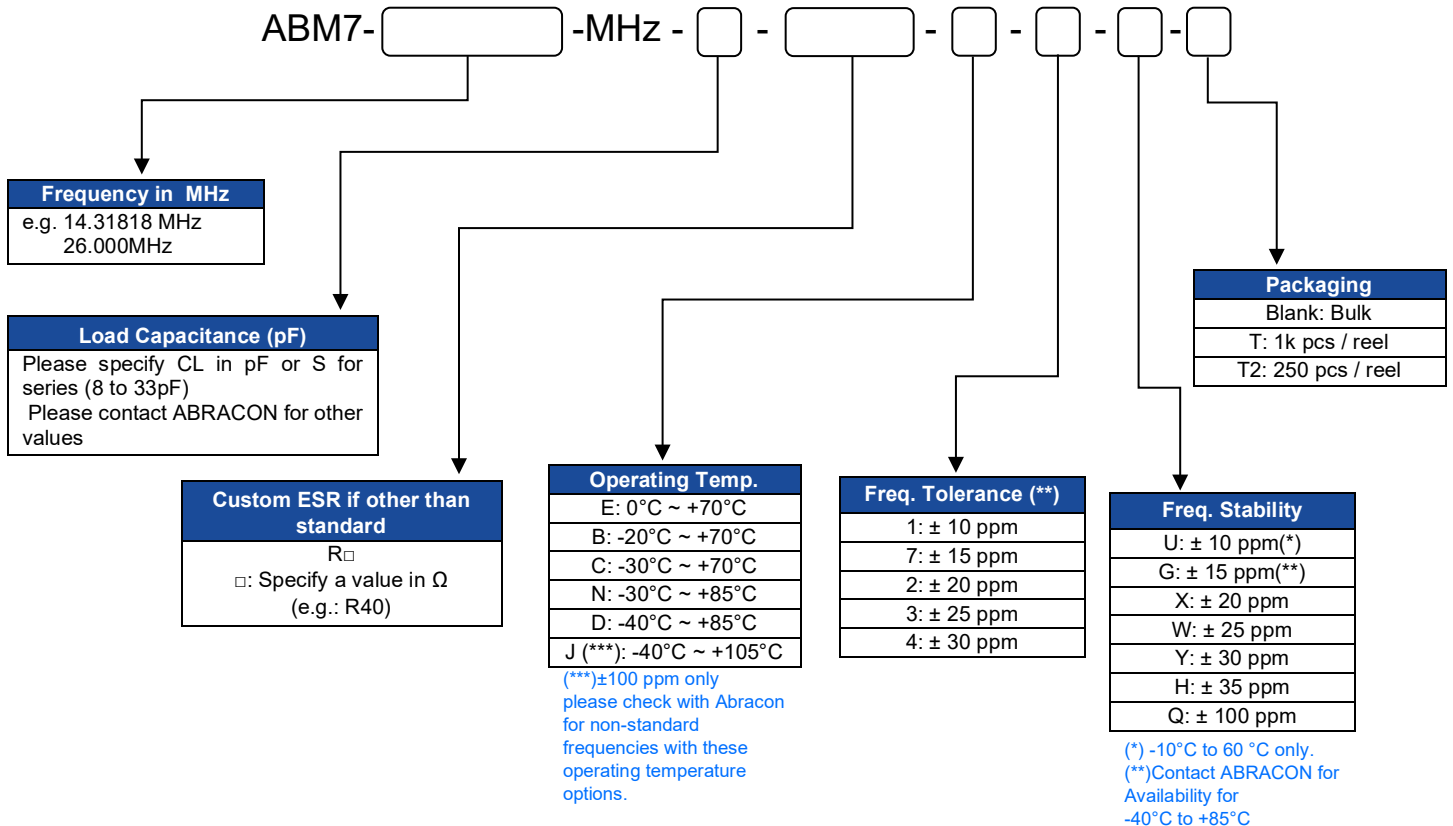 ABM7- -MHz - - - - - -
Frequency in MHz
e.g. 14.31818 MHz
26.000MHz
Load Capacitance (pF)
Please specify CL in pF or S for
series (8 to 33pF)
Please contact ABRACON for other
values
Custom ESR if other than
standard
R□
□: Specify a value in Ω
(e.g.: R40)
Operating Temp.
E: 0°C ~ +70°C
B: -20°C ~ +70°C
C: -30°C ~ +70°C
N: -30°C ~ +85°C
D: -40°C ~ +85°C
J (***): -40°C ~ +105°C
(***)±100 ppm only
please check with Abracon
for non-standard
frequencies with these
operating temperature
options.
Freq. Tolerance (**)
1: ± 10 ppm
7: ± 15 ppm
2: ± 20 ppm
3: ± 25 ppm
4: ± 30 ppm
Freq. Stability
U: ± 10 ppm(*)
G: ± 15 ppm(**)
X: ± 20 ppm
W: ± 25 ppm
Y: ± 30 ppm
H: ± 35 ppm
Q: ± 100 ppm
(*) -10°C to 60 °C only.
(**)Contact ABRACON for
Availability for
-40°C to +85°C
Packaging
Blank: Bulk
T: 1k pcs / reel
T2: 250 pcs / reel